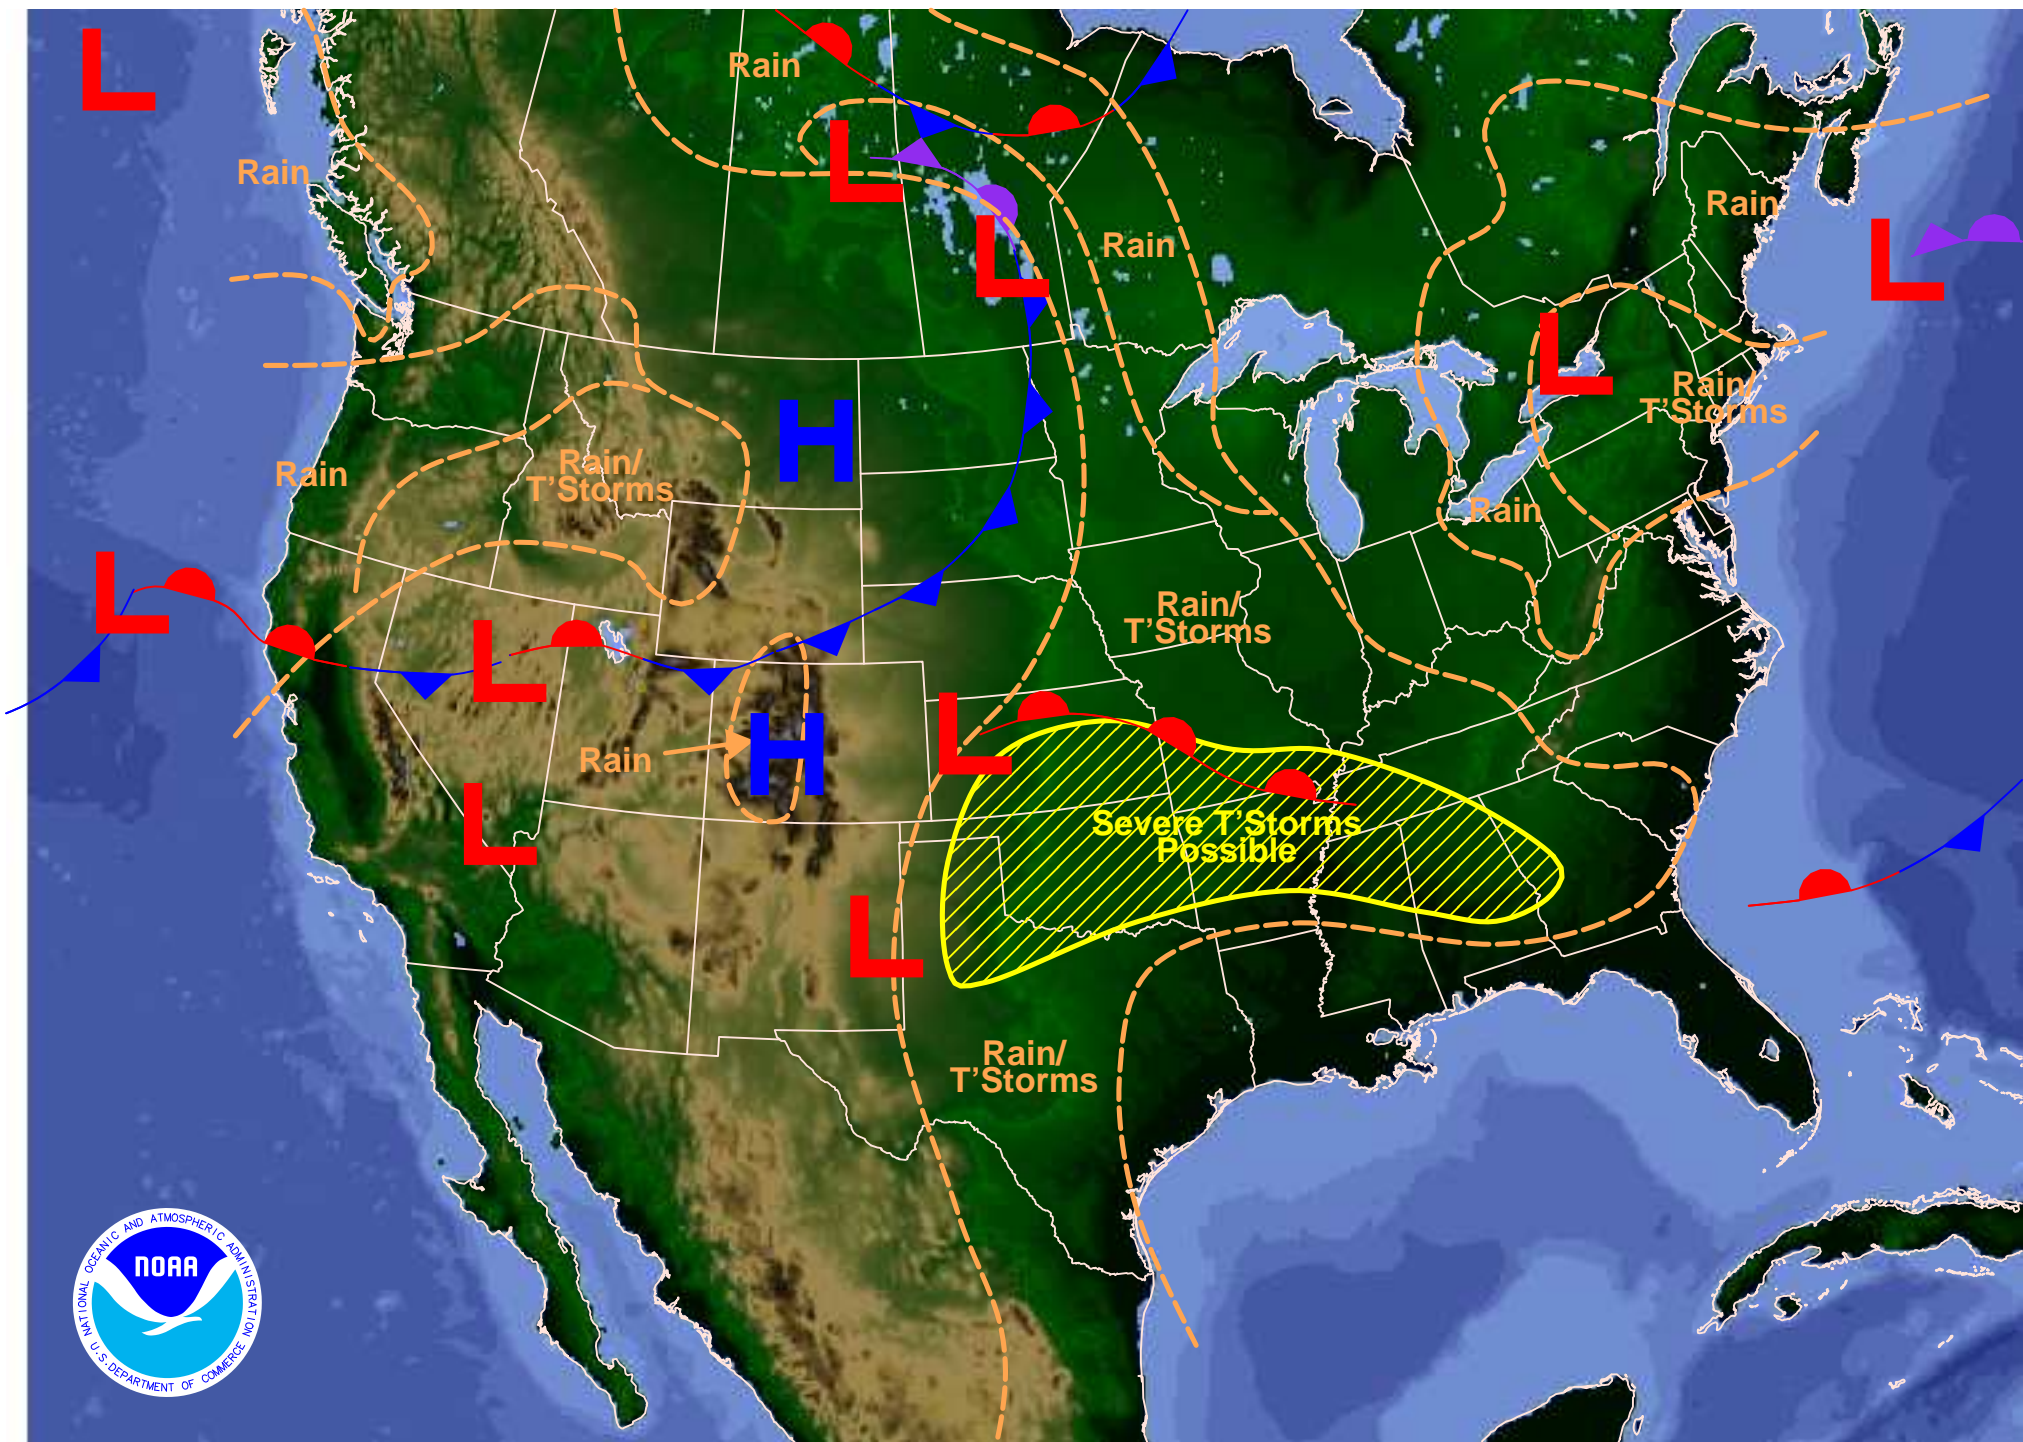 L
Rain
L
Rain
L
Rain
Rain
L
L
L
Rain/
T'Storms
H
Rain/
T'Storms
Rain
Rain
L
L
Rain/
T'Storms
L
H
Rain
L
Severe T'Storms
Possible
L
Rain/
T'Storms
NATIONAL OCEANIC AND ATMOSPHERIC ADMINISTRATION
NOAA
U.S. DEPARTMENT OF COMMERCE